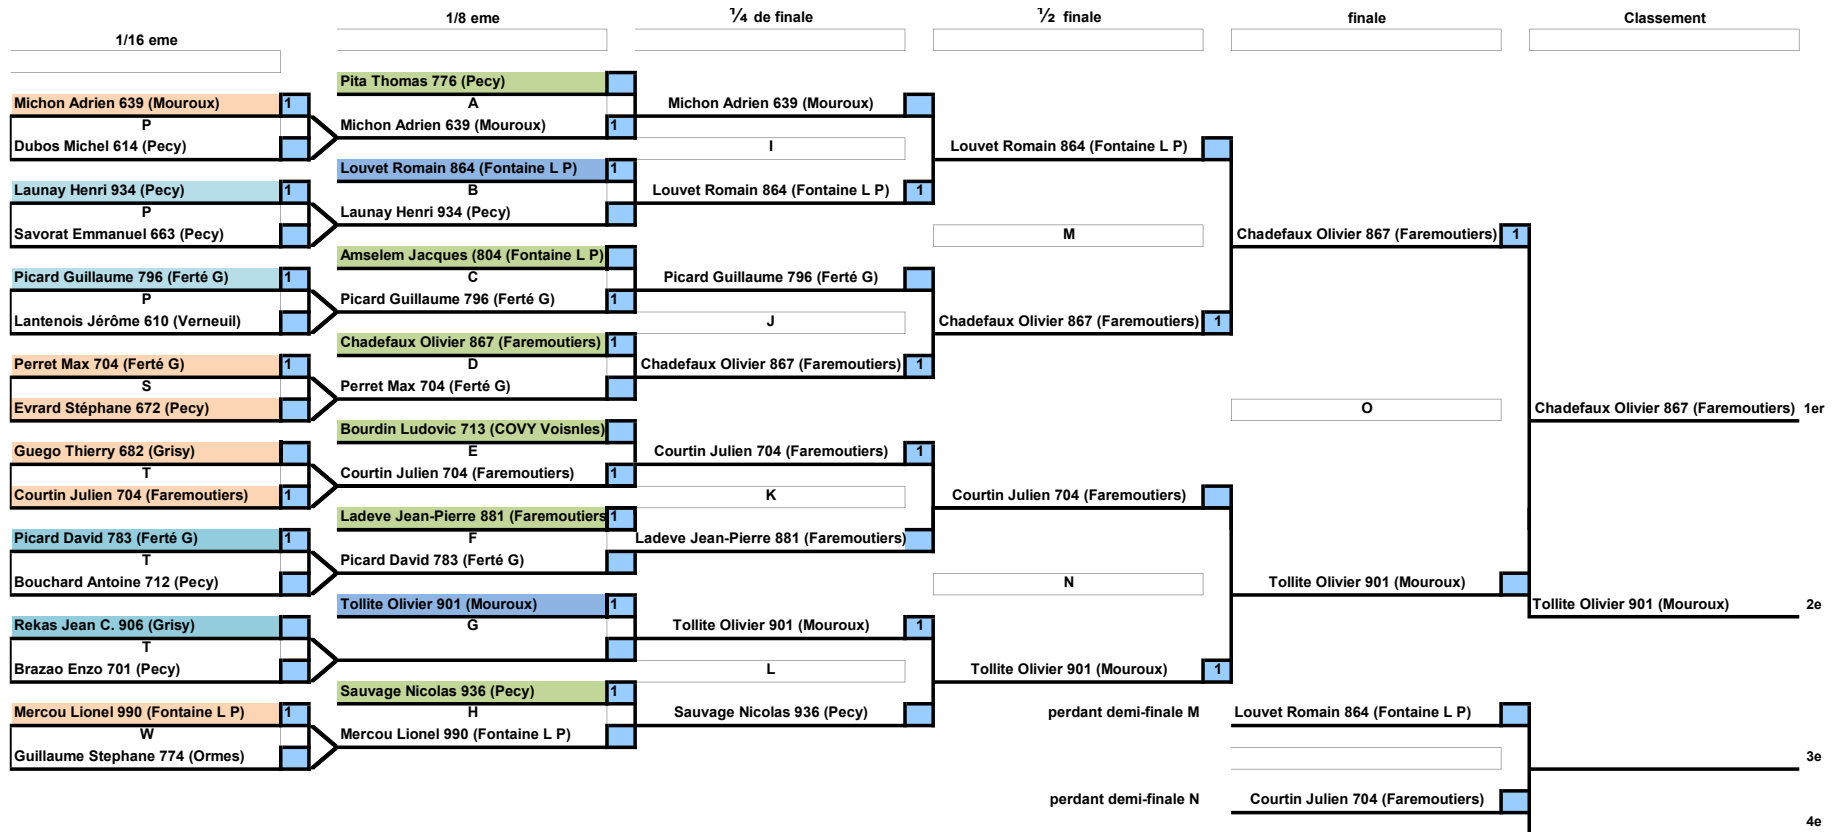 1/16 eme
1/8 eme
¼ de finale
½ finale
finale
Classement
Michon Adrien 639 (Mouroux) 1
P
Dubos Michel 614 (Pecy)
Launay Henri 934 (Pecy) 1
P
Savorat Emmanuel 663 (Pecy)
Picard Guillaume 796 (Ferté G) 1
P
Lantenois Jérôme 610 (Verneuil)
Perret Max 704 (Ferté G) 1
S
Evrard Stéphane 672 (Pecy)
Guego Thierry 682 (Grisy)
T
Courtin Julien 704 (Faremoutiers) 1
Picard David 783 (Ferté G) 1
T
Bouchard Antoine 712 (Pecy)
Rekas Jean C. 906 (Grisy)
T
Brazao Enzo 701 (Pecy)
Mercou Lionel 990 (Fontaine L P) 1
W
Guillaume Stephane 774 (Ormes)
Pita Thomas 776 (Pecy)
A
Michon Adrien 639 (Mouroux) 1
Louvet Romain 864 (Fontaine L P) 1
B
Launay Henri 934 (Pecy)
Amselem Jacques (804 (Fontaine L P)
C
Picard Guillaume 796 (Ferté G) 1
Chadefaux Olivier 867 (Faremoutiers) 1
D
Perret Max 704 (Ferté G)
Bourdin Ludovic 713 (COVY Voisnles)
E
Courtin Julien 704 (Faremoutiers) 1
Ladeve Jean-Pierre 881 (Faremoutiers 1
F
Picard David 783 (Ferté G)
Tollite Olivier 901 (Mouroux) 1
G
Sauvage Nicolas 936 (Pecy) 1
H
Mercou Lionel 990 (Fontaine L P)
Michon Adrien 639 (Mouroux)
I
Louvet Romain 864 (Fontaine L P) 1
Picard Guillaume 796 (Ferté G)
J
Chadefaux Olivier 867 (Faremoutiers) 1
Courtin Julien 704 (Faremoutiers) 1
K
Ladeve Jean-Pierre 881 (Faremoutiers)
Tollite Olivier 901 (Mouroux) 1
L
Sauvage Nicolas 936 (Pecy)
Louvet Romain 864 (Fontaine L P)
M
Chadefaux Olivier 867 (Faremoutiers) 1
Courtin Julien 704 (Faremoutiers)
N
Tollite Olivier 901 (Mouroux) 1
Chadefaux Olivier 867 (Faremoutiers) 1
O
Tollite Olivier 901 (Mouroux)
perdant demi-finale M Louvet Romain 864 (Fontaine L P)
perdant demi-finale N Courtin Julien 704 (Faremoutiers)
Chadefaux Olivier 867 (Faremoutiers) 1er
Tollite Olivier 901 (Mouroux) 2e
3e
4e